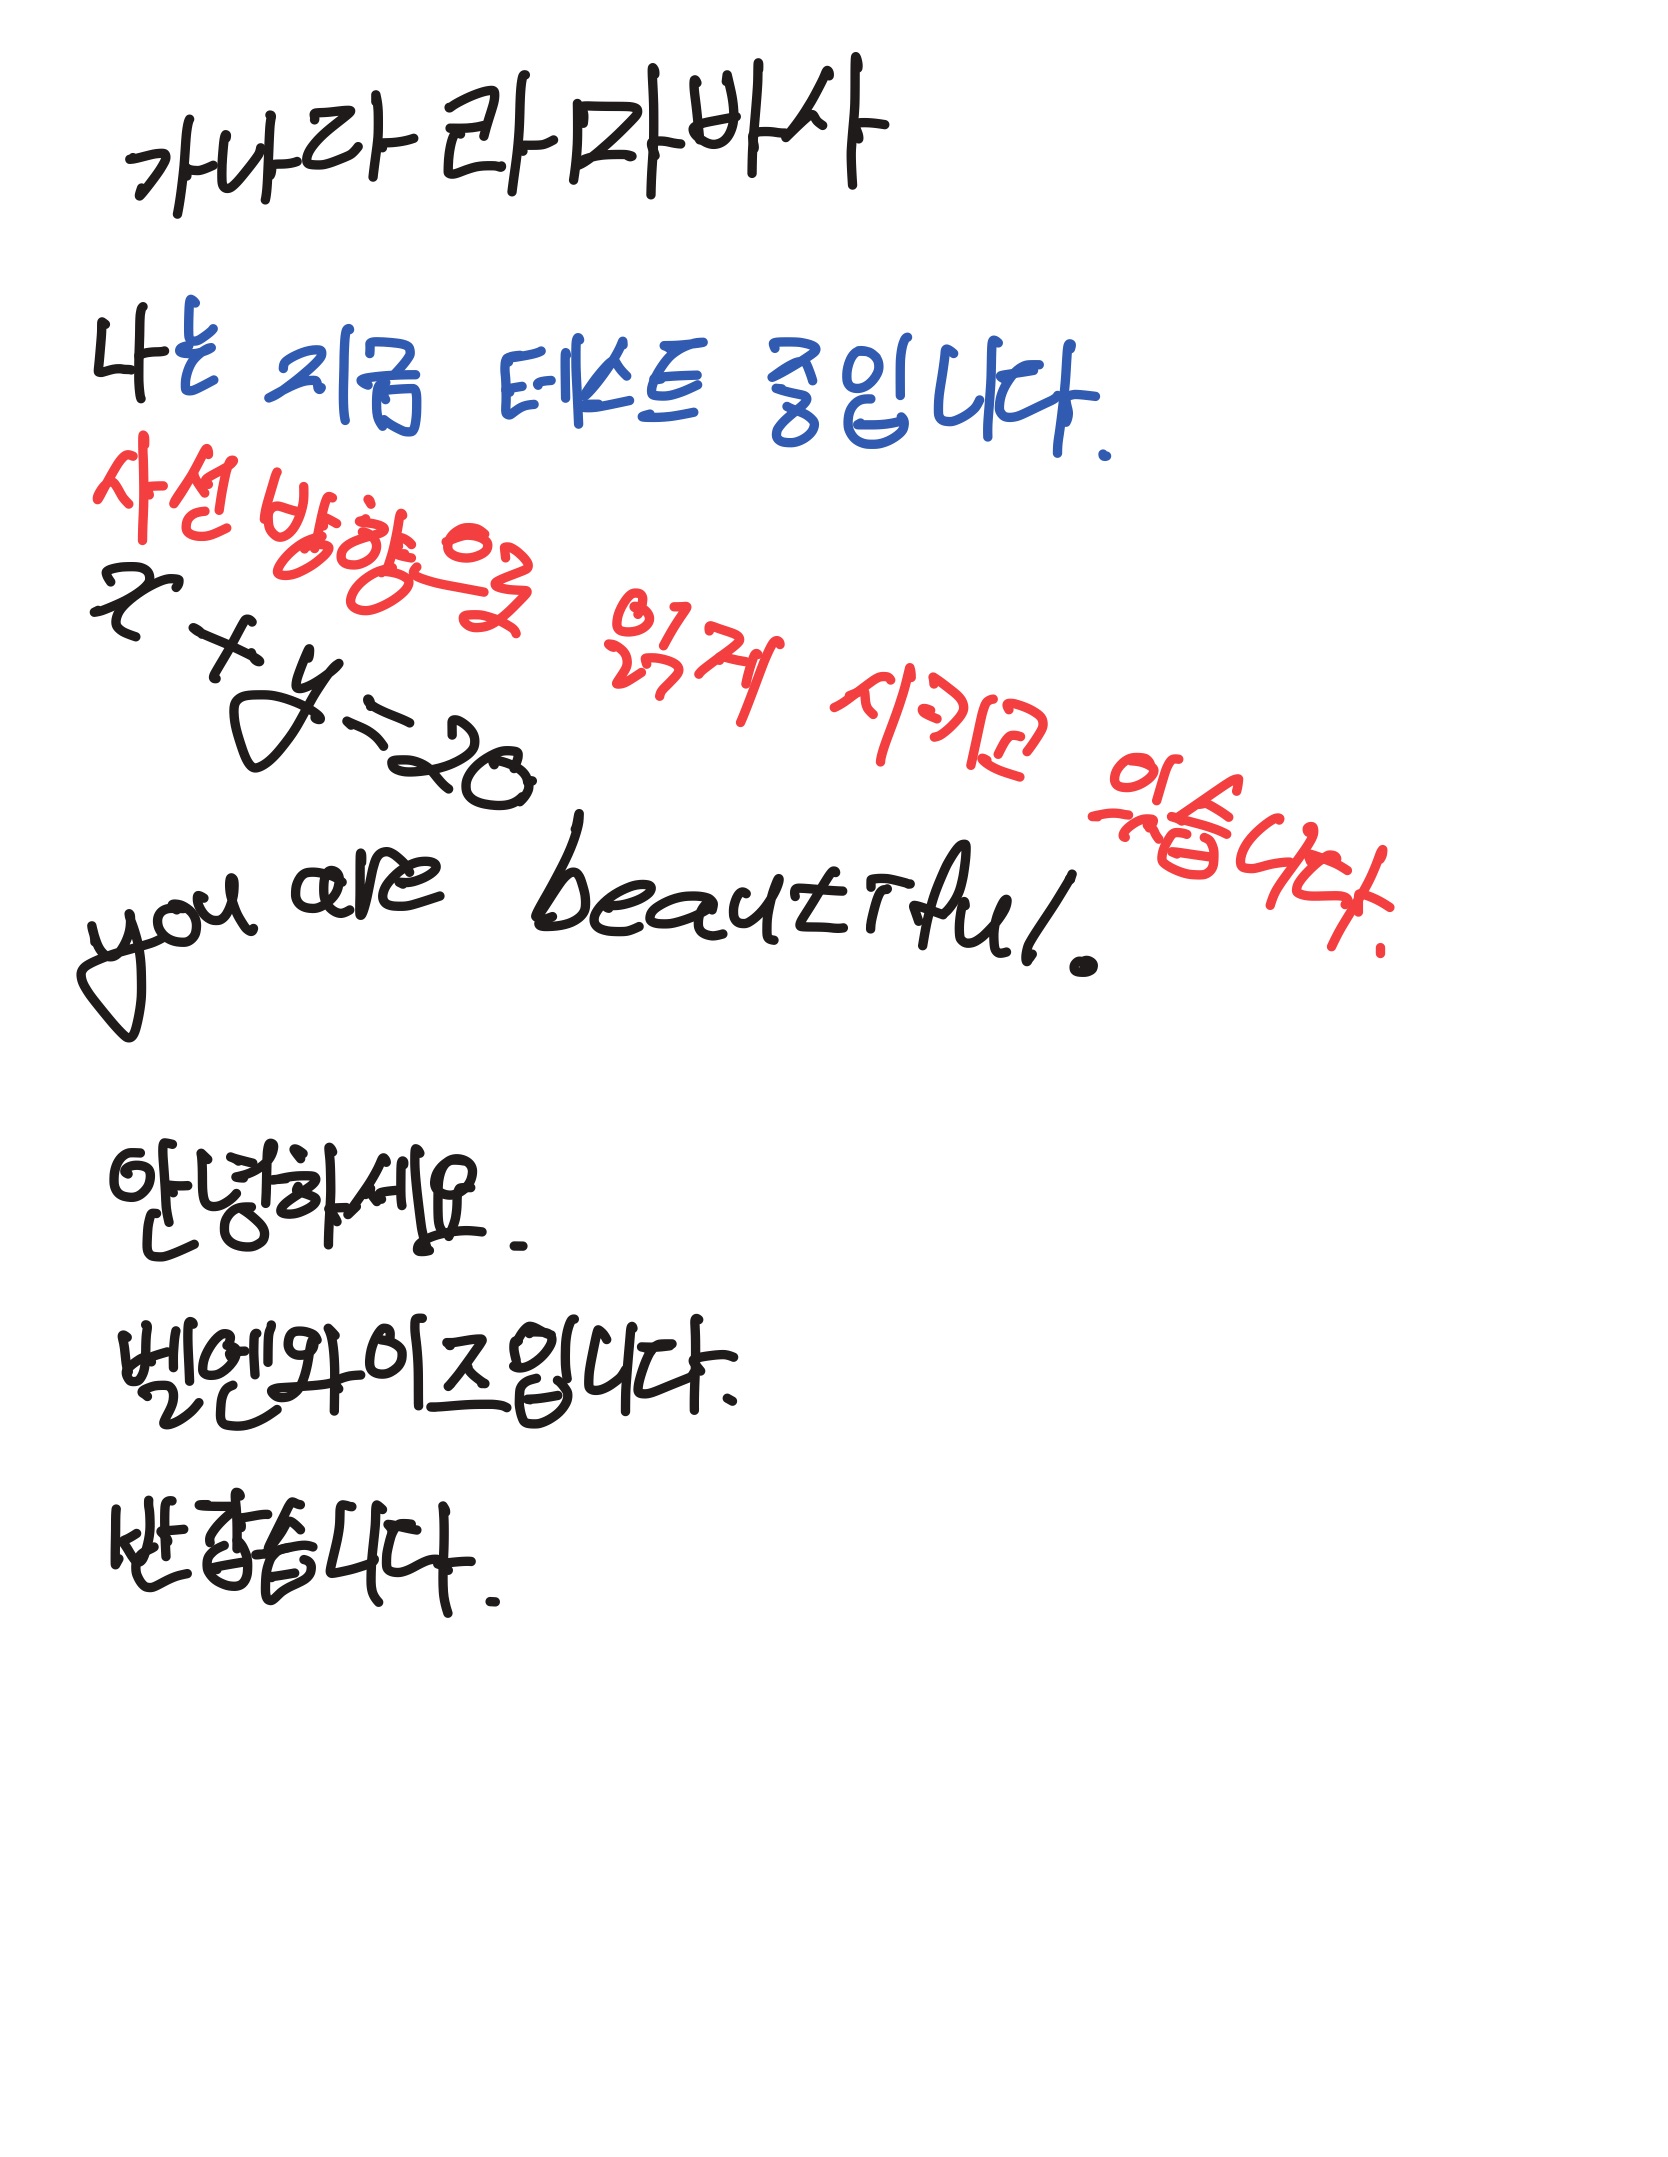 가나다라마바사
나는 지금 테스트 중입니다.
사선 방향으로 읽게 시키고 있습니다.
x + y = 20
you are beautiful.
안녕하세요.
벨엔와이즈입니다.
반갑습니다.